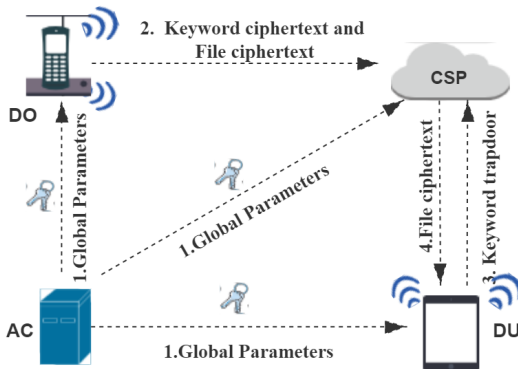 2. Keyword ciphertext and
File ciphertext
CSP
DO
1.Global Parameters
1.Global Parameters
4.File ciphertext
3. Keyword trapdoor
AC
DU
1.Global Parameters